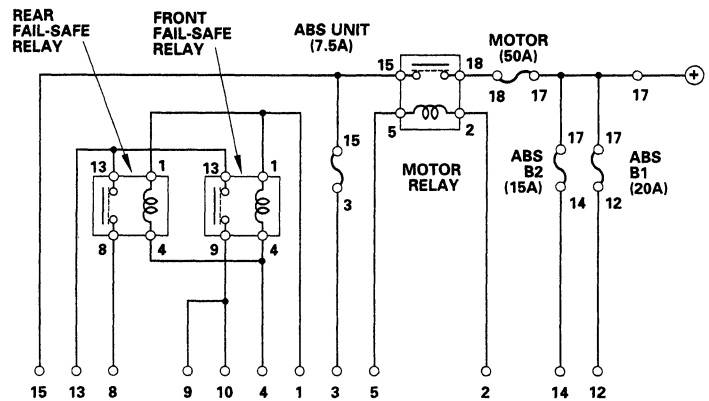 REAR
FAIL-SAFE
RELAY
FRONT
FAIL-SAFE
RELAY
ABS UNIT
(7.5A)
MOTOR
(50A)
15
18
18
17
17
5
2
MOTOR
RELAY
15
3
17
ABS
B2
(15A)
14
17
ABS
B1
(20A)
12
13
1
13
1
8
4
9
4
15
13
8
9
10
4
1
3
5
2
14
12